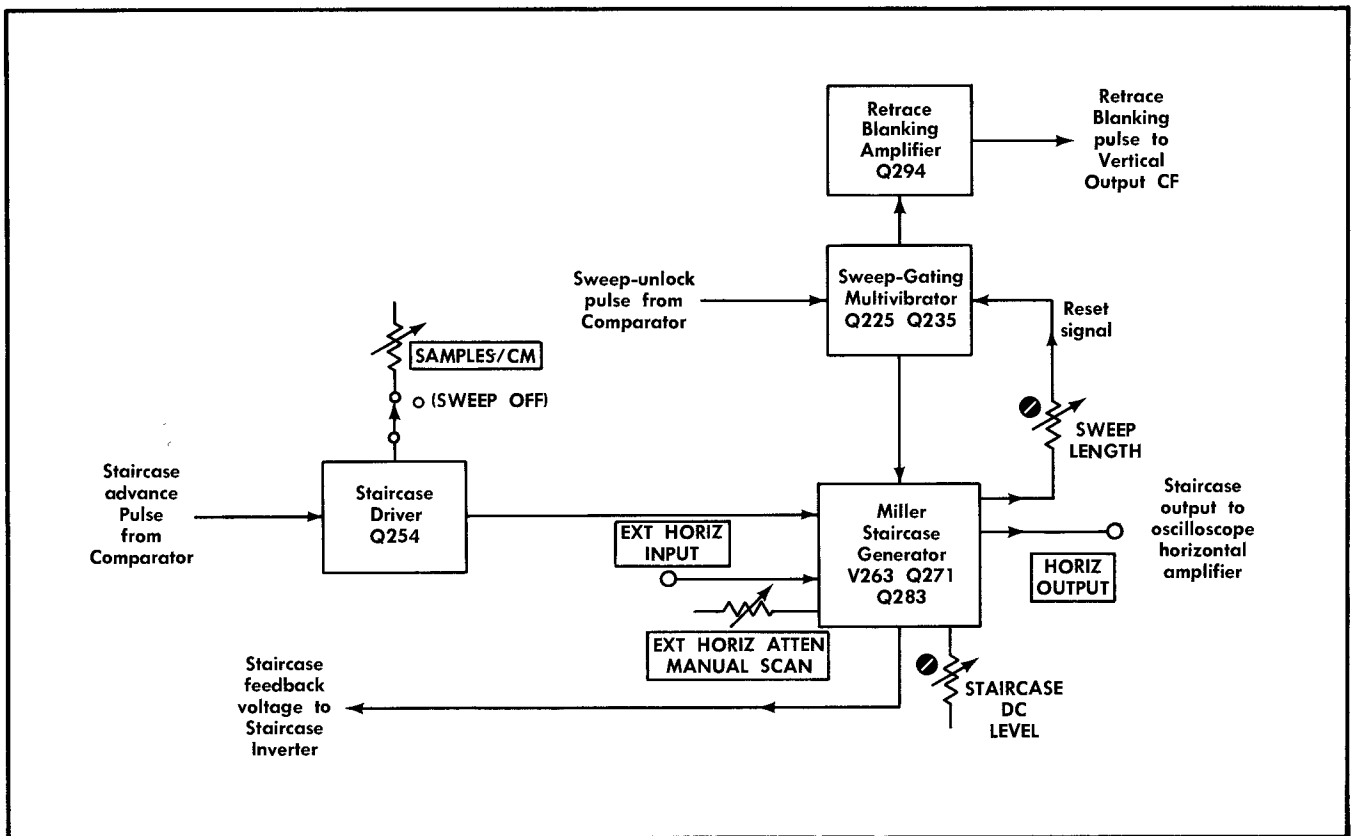 Retrace
Blanking
Amplifier
Q294
Retrace
Blanking
pulse to
Vertical
Output CF
Sweep-unlock
pulse from
Comparator
Sweep-Gating
Multivibrator
Q225 Q235
Reset
signal
SAMPLES/CM
(SWEEP OFF)
SWEEP
LENGTH
Staircase
advance
Pulse
from
Comparator
Staircase
Driver
Q254
EXT HORIZ
INPUT
Miller
Staircase
Generator
V263 Q271
Q283
Staircase
output to
oscilloscope
horizontal
amplifier
HORIZ
OUTPUT
EXT HORIZ ATTEN
MANUAL SCAN
Staircase
feedback
voltage to
Staircase
Inverter
STAIRCASE
DC
LEVEL